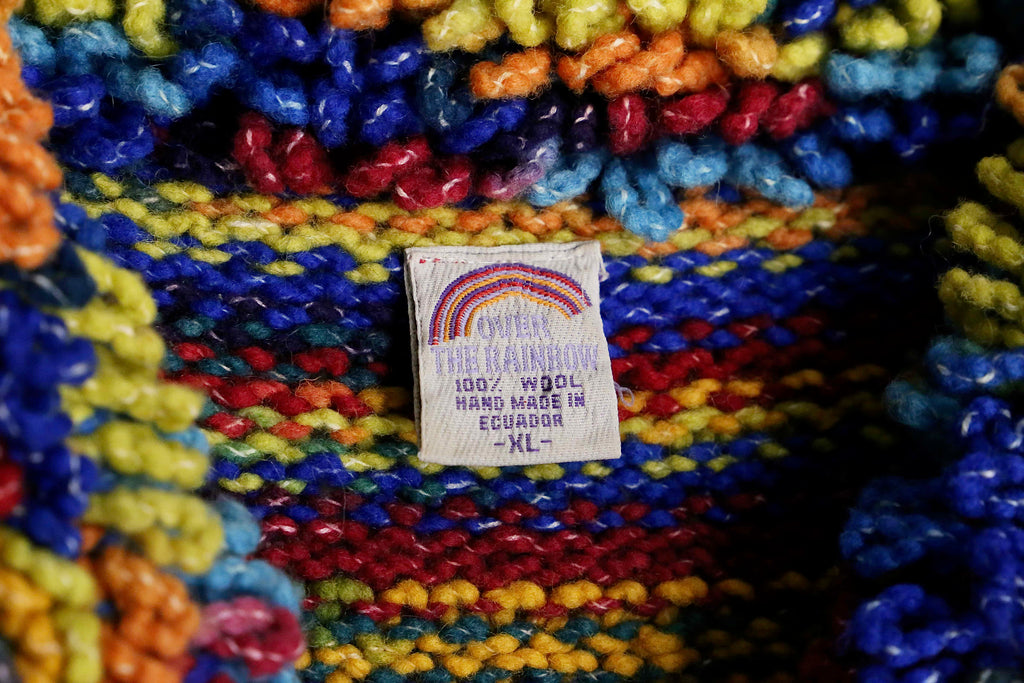 OVER
THE RAINBOW
100% WOOL
HAND MADE IN
ECUADOR
-XL-